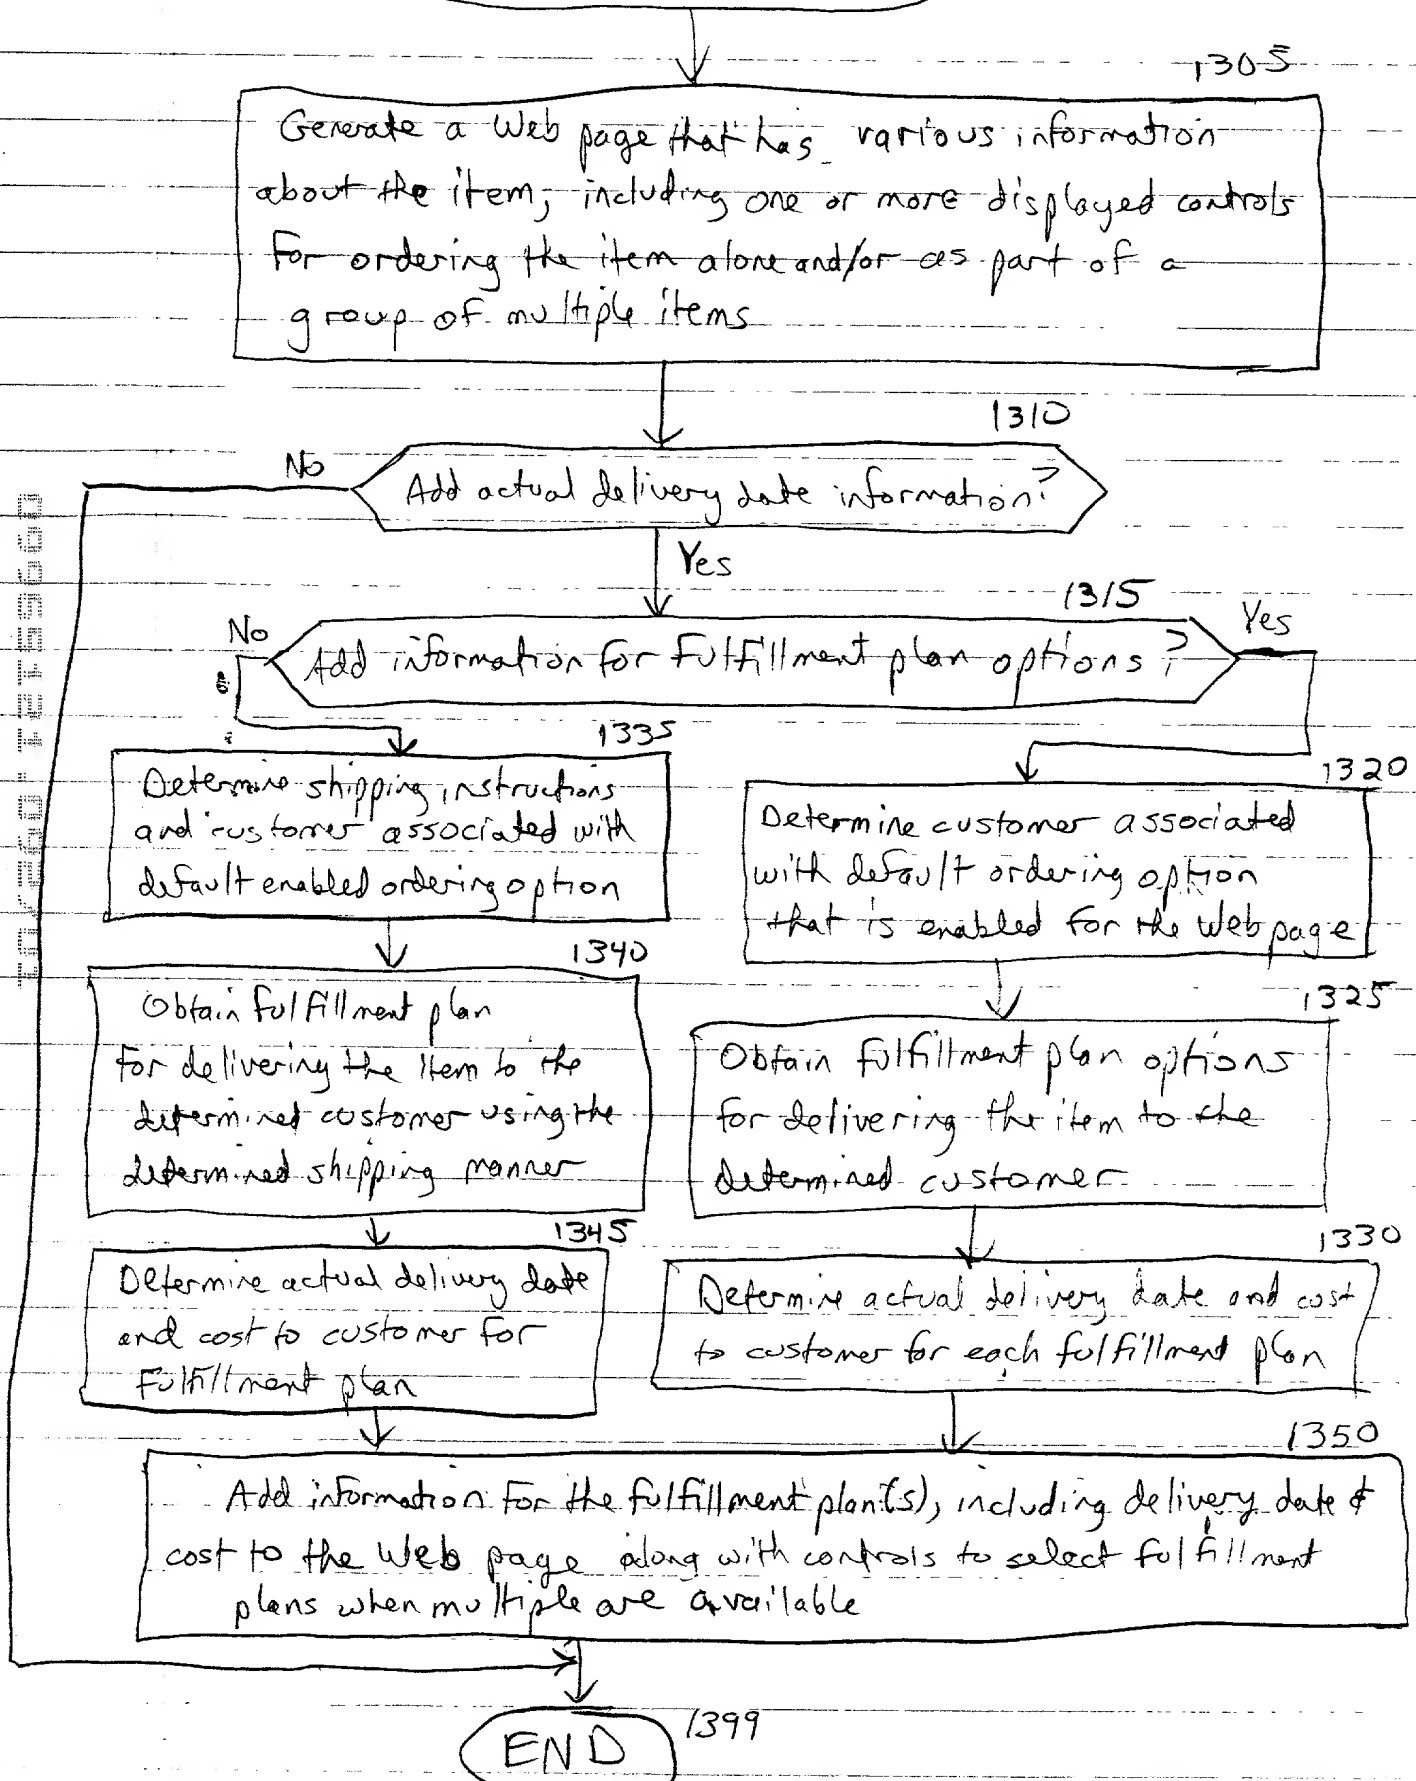 1305
Generate a Web page that has various information
about the item, including one or more displayed controls
for ordering the item alone and/or as part of a
group of multiple items
1310
No
Add actual delivery date information?
Yes
1315
No
Yes
Add information for fulfillment plan options?
1335
Determine shipping instructions
and customer associated with
default enabled ordering option
1320
Determine customer associated
with default ordering option
that is enabled for the Web page
1340
Obtain fulfillment plan
for delivering the item to the
determined customer using the
determined shipping manner
1325
Obtain fulfillment plan options
for delivering the item to the
determined customer
1345
Determine actual delivery date
and cost to customer for
fulfillment plan
1330
Determine actual delivery date and cost
to customer for each fulfillment plan
1350
Add information for the fulfillment plan(s), including delivery date &
cost to the Web page along with controls to select fulfillment
plans when multiple are available
END
1399